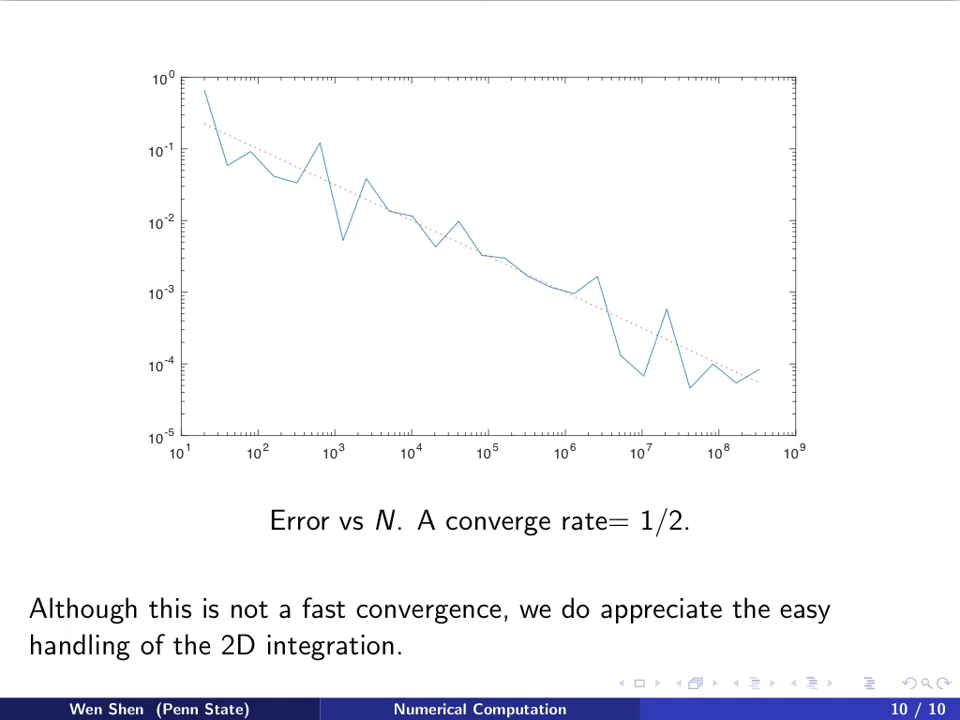 10^0
10^-1
10^-2
10^-3
10^-4
10^-5
10^1 10^2 10^3 10^4 10^5 10^6 10^7 10^8 10^9
Error vs N. A converge rate= 1/2.
Although this is not a fast convergence, we do appreciate the easy
handling of the 2D integration.
Wen Shen (Penn State) Numerical Computation 10 / 10